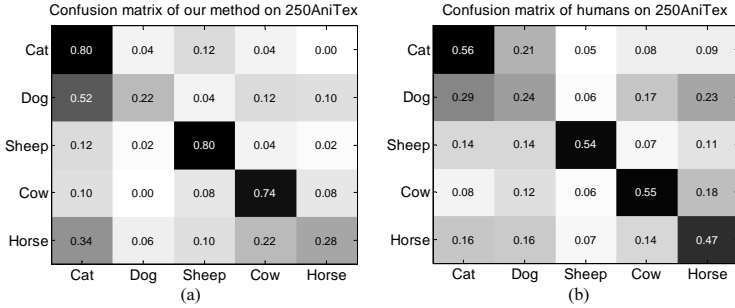 Confusion matrix of our method on 250AniTex
Cat 0.80 0.04 0.12 0.04 0.00
Dog 0.52 0.22 0.04 0.12 0.10
Sheep 0.12 0.02 0.80 0.04 0.02
Cow 0.10 0.00 0.08 0.74 0.08
Horse 0.34 0.06 0.10 0.22 0.28
Cat Dog Sheep Cow Horse
(a)
Confusion matrix of humans on 250AniTex
Cat 0.56 0.21 0.05 0.08 0.09
Dog 0.29 0.24 0.06 0.17 0.23
Sheep 0.14 0.14 0.54 0.07 0.11
Cow 0.08 0.12 0.06 0.55 0.18
Horse 0.16 0.16 0.07 0.14 0.47
Cat Dog Sheep Cow Horse
(b)